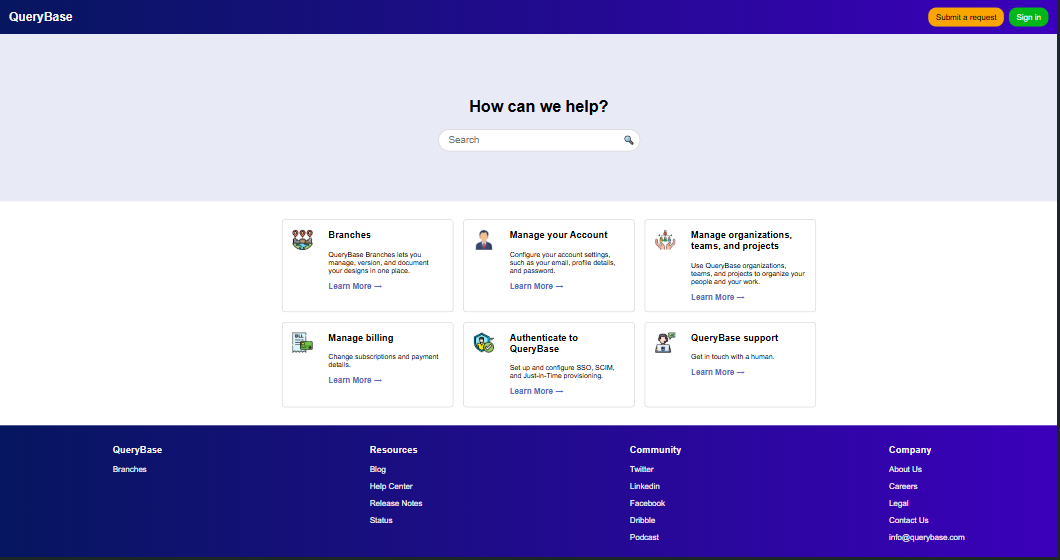 QueryBase
Submit a request
Sign in
How can we help?
Search
Branches
QueryBase Branches lets you
manage, version, and document
your designs in one place.
Learn More →
Manage your Account
Configure your account settings,
such as your email, profile details,
and password.
Learn More →
Manage organizations,
teams, and projects
Use QueryBase organizations,
teams, and projects to organize your
people and your work.
Learn More →
BILL
Manage billing
Change subscriptions and payment
details.
Learn More →
Authenticate to
QueryBase
Set up and configure SSO, SCIM,
and Just-in-Time provisioning.
Learn More →
QueryBase support
Get in touch with a human.
Learn More →
QueryBase
Branches
Resources
Blog
Help Center
Release Notes
Status
Community
Twitter
Linkedin
Facebook
Dribble
Podcast
Company
About Us
Careers
Legal
Contact Us
info@querybase.com